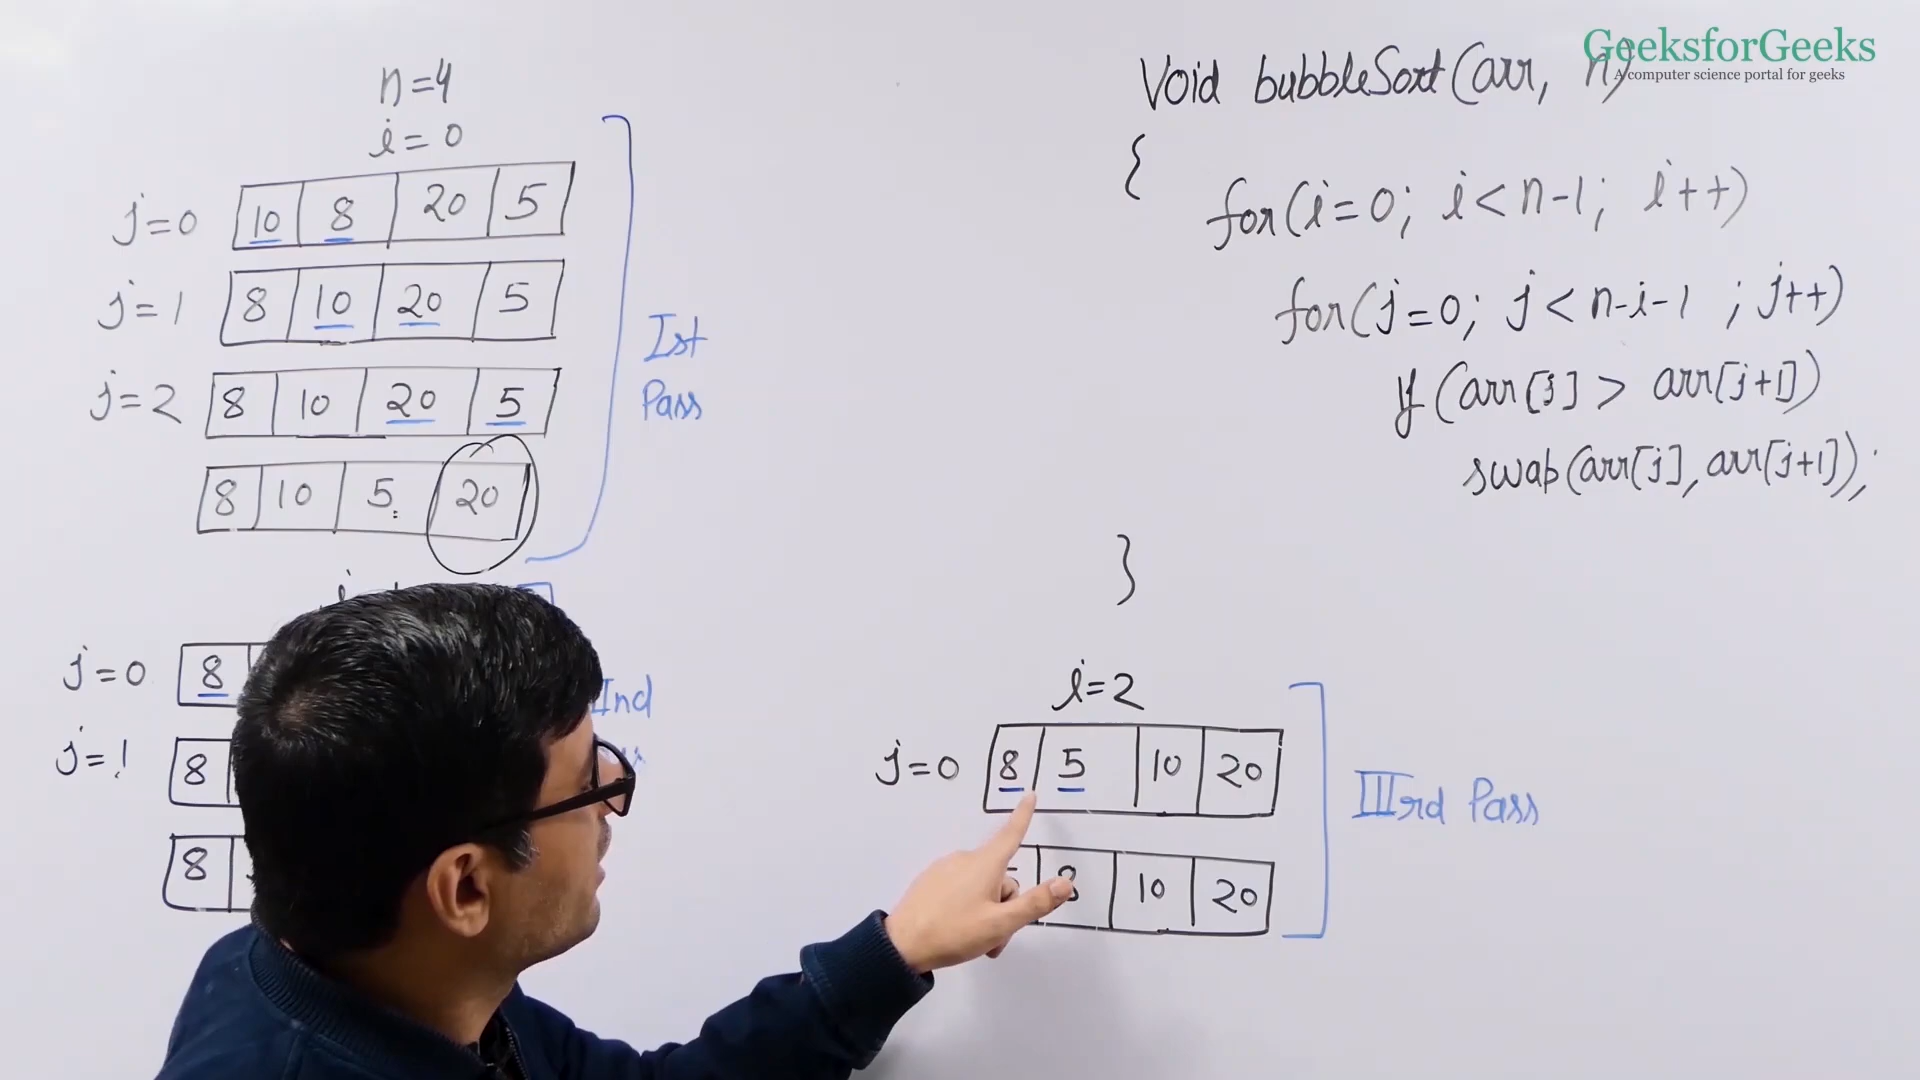 GeeksforGeeks
A computer science portal for geeks
n=4
i=0
j=0 10 8 20 5
j=1 8 10 20 5
j=2 8 10 20 5
8 10 5 20
Ist
Pass
j=0 8
j=1 8
8
IInd
void bubbleSort(arr, n)
{
for(i=0; i<n-1; i++)
for(j=0; j<n-i-1 ; j++)
if(arr[j] > arr[j+1])
swap(arr[j], arr[j+1]);
}
i=2
j=0 8 5 10 20
8 10 20
IIIrd Pass